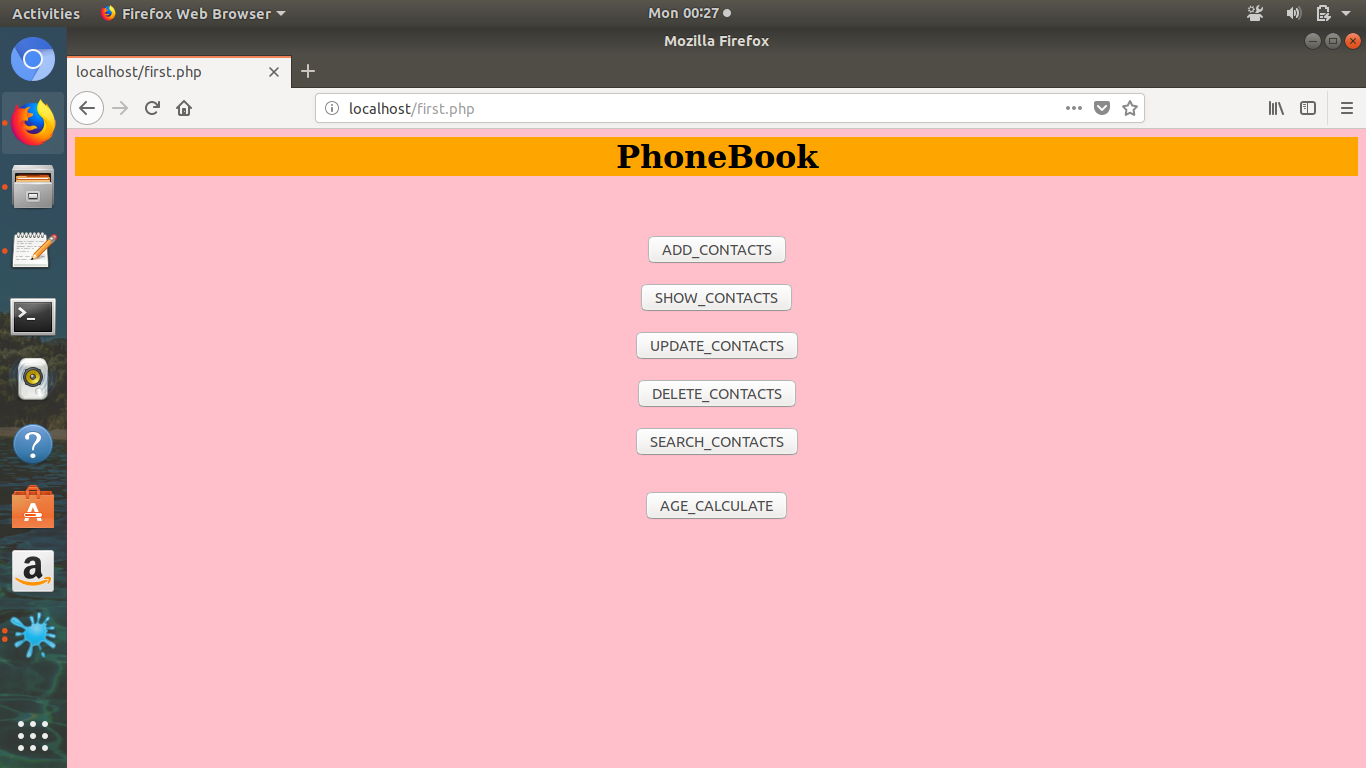 Activities Firefox Web Browser Mon 00:27
Mozilla Firefox
localhost/first.php
localhost/first.php
PhoneBook
ADD_CONTACTS
SHOW_CONTACTS
UPDATE_CONTACTS
DELETE_CONTACTS
SEARCH_CONTACTS
AGE_CALCULATE